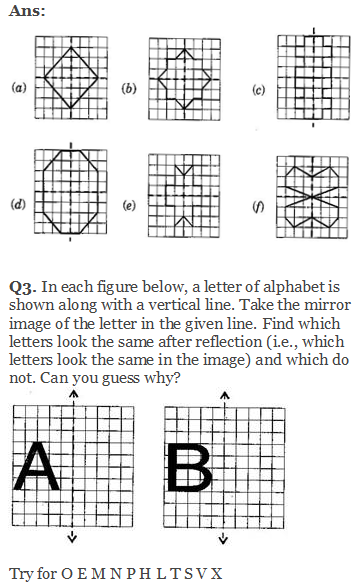 Ans:
(a) (b) (c)
(d) (e) (f)
Q3. In each figure below, a letter of alphabet is
shown along with a vertical line. Take the mirror
image of the letter in the given line. Find which
letters look the same after reflection (i.e., which
letters look the same in the image) and which do
not. Can you guess why?
A B
Try for O E M N P H L T S V X